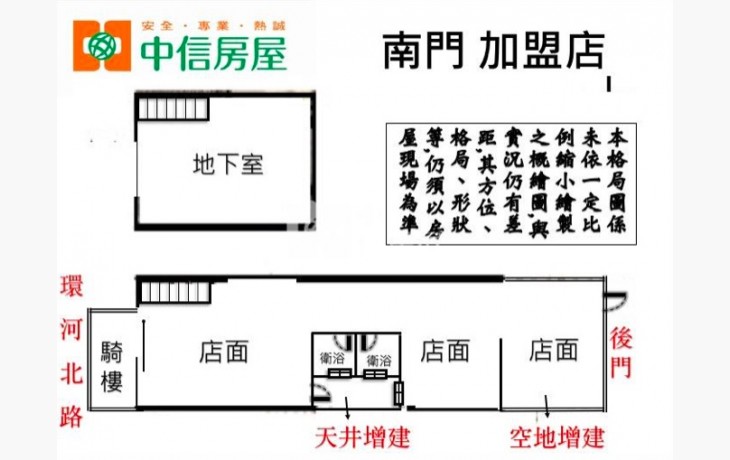 安全·專業·熱誠
中信房屋
南門 加盟店
地下室
本格局圖係
未依一定比
例縮小繪製
之概繪圖,與
實況仍有差
距,其方位、
格局、形狀
等,仍須以房
屋現場為準
環河北路
騎樓
店面
衛浴
衛浴
店面
店面
後門
天井增建
空地增建